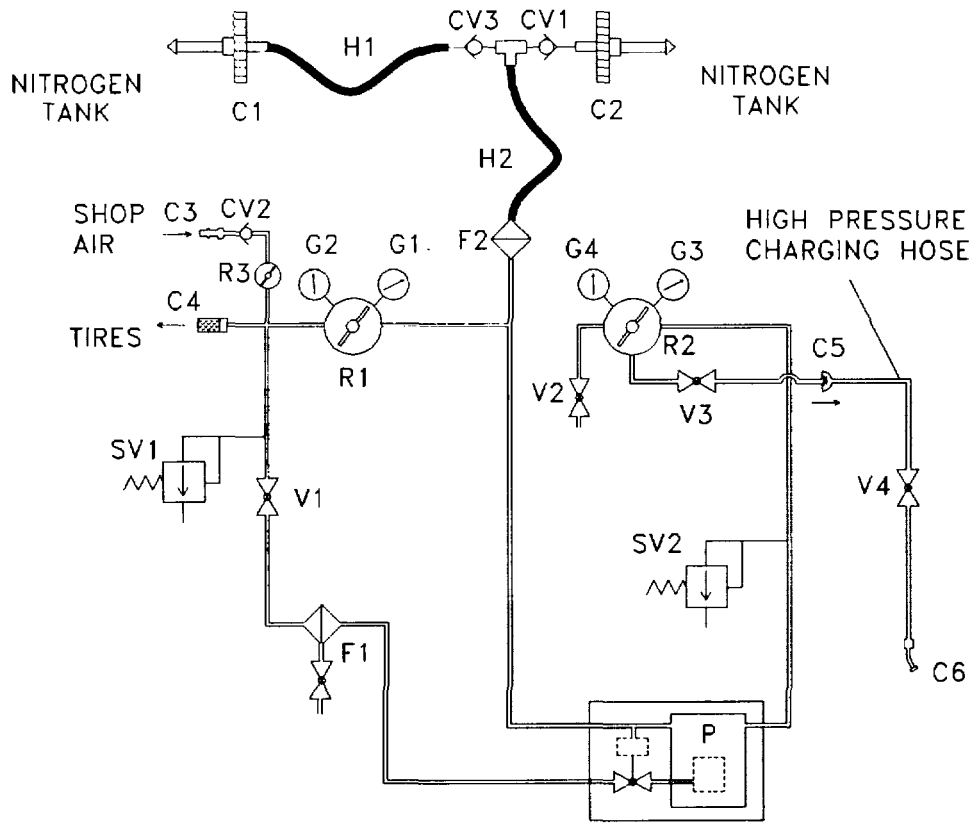 CV3 CV1
H1
NITROGEN
TANK
C1
C2
NITROGEN
TANK
H2
SHOP
AIR
C3
CV2
F2
HIGH PRESSURE
CHARGING HOSE
G2
G1
G4
G3
R3
C4
TIRES
R1
R2
C5
V2
V3
SV1
V1
V4
SV2
F1
C6
P